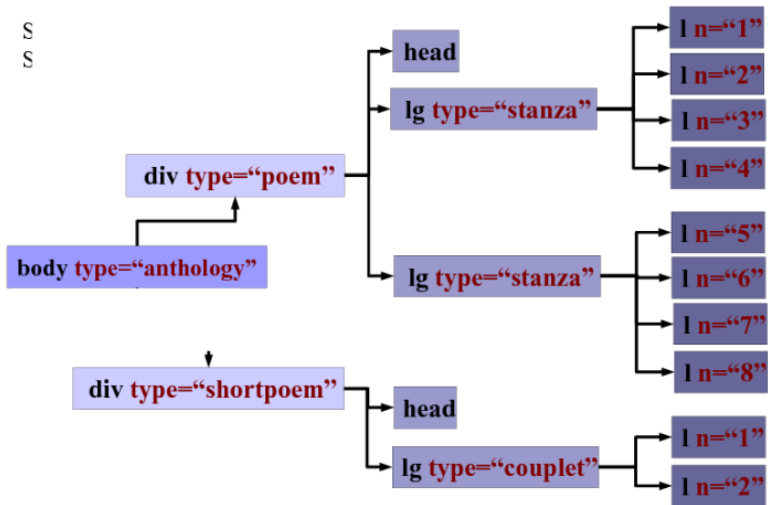 S
S
head
l n=“1”
l n=“2”
lg type=“stanza”
l n=“3”
l n=“4”
div type=“poem”
l n=“5”
body type=“anthology”
lg type=“stanza”
l n=“6”
l n=“7”
l n=“8”
div type=“shortpoem”
head
l n=“1”
lg type=“couplet”
l n=“2”